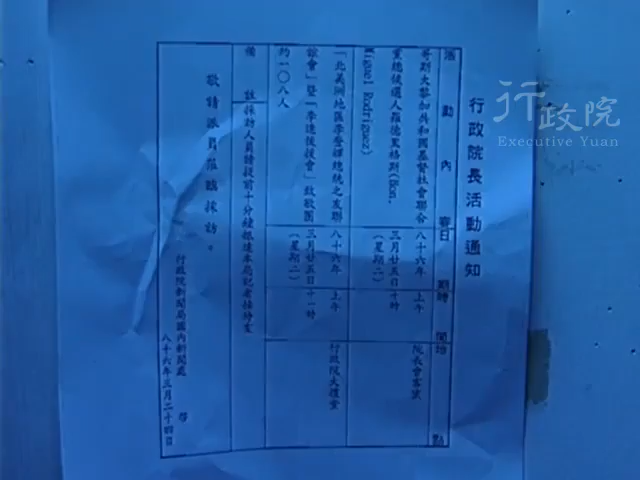 行政院
Executive Yuan
行政院長活動通知
活動內容
日期
時間
地點
哥斯大黎加共和國基督社會聯合
黨總統候選人羅德里格斯(Hon.
Miguel Rodriguez)
八十六年
三月廿五日
(星期二)
上午
十時
院長會客室
「北美洲地區李登輝總統之友聯
誼會」暨「李連後援會」致敬團
約一〇八人
八十六年
三月廿五日
(星期二)
上午
十一時
行政院大禮堂
備註
採訪人員請提前十分鐘抵達本局記者接待室
敬請派員蒞臨採訪。
行政院新聞局國內新聞處 啓
八十六年三月二十四日